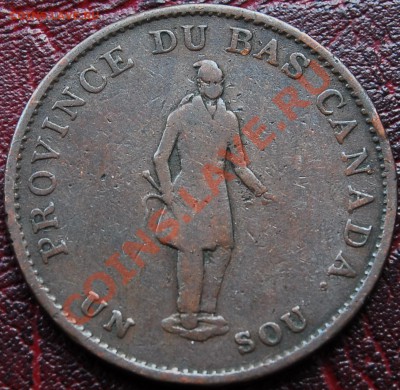 PROVINCE DU BAS CANADA.
UN SOU
COINS.LAVE.RU